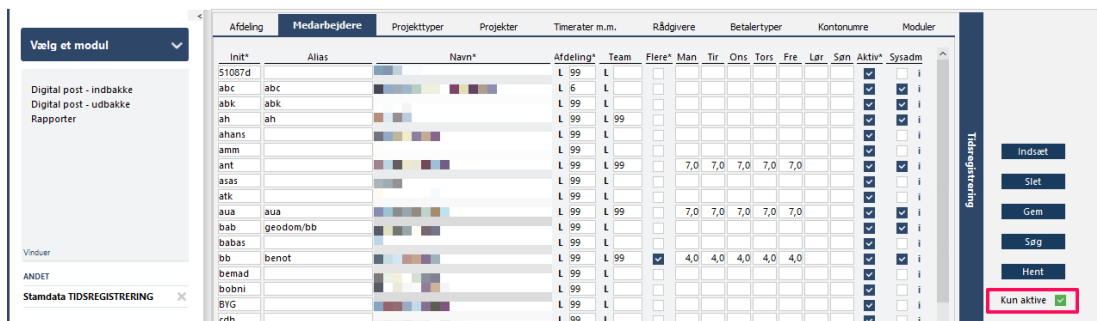 <
Vælg et modul
Digital post - indbakke
Digital post - udbakke
Rapporter
Vinduer
ANDET
Stamdata TIDSREGISTRERING
Afdeling Medarbejdere Projekttyper Projekter Timerater m.m. Rådgivere Betalertyper Kontonumre Moduler
Init* Alias Navn* Afdeling* Team Flere* Man Tir Ons Tors Fre Lør Søn Aktiv* Sysadm
51087d L 99 L i
abc abc L 6 L i
abk abk L 99 L i
ah ah L 99 L 99 i
ahans L 99 L i
amm L 99 L i
ant L 99 L 99 7,0 7,0 7,0 7,0 7,0 i
asas L 99 L i
atk L 99 L i
aua aua L 99 L 99 7,0 7,0 7,0 7,0 7,0 i
bab geodom/bb L 99 L i
babas L 99 L i
bb benot L 99 L 99 4,0 4,0 4,0 4,0 4,0 i
bemad L 99 L i
bobni L 99 L i
BYG L 99 L i
cdb L 99 L i
Tidsregistrering
Indsæt
Slet
Gem
Søg
Hent
Kun aktive